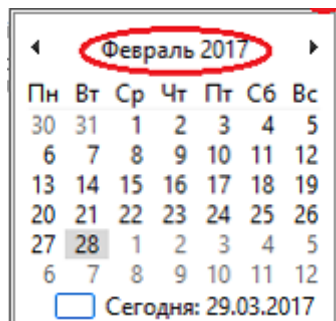 Февраль 2017
Пн Вт Ср Чт Пт Сб Вс
30 31 1 2 3 4 5
6 7 8 9 10 11 12
13 14 15 16 17 18 19
20 21 22 23 24 25 26
27 28 1 2 3 4 5
6 7 8 9 10 11 12
Сегодня: 29.03.2017